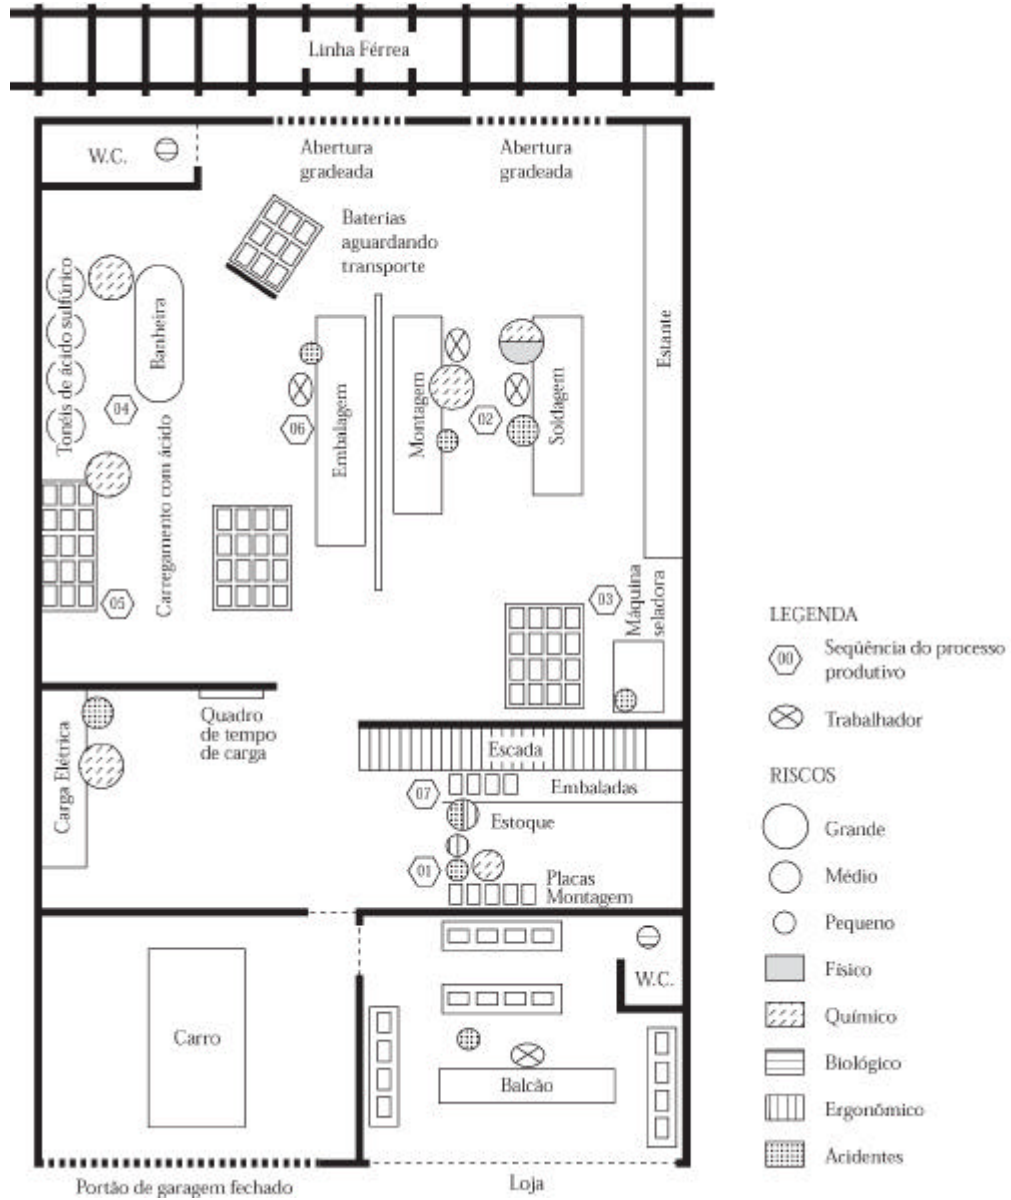 Linha Férrea
W.C.
Abertura
gradeada
Abertura
gradeada
Baterias
aguardando
transporte
Tonéis de ácido sulfúrico
Banheira
04
Carregamento com ácido
05
06
Embalagem
Montagem
02
Soldagem
Estante
03
Máquina
seladora
Carga Elétrica
Quadro
de tempo
de carga
Escada
07
Embaladas
Estoque
01
Placas
Montagem
W.C.
Carro
Balcão
Portão de garagem fechado
Loja
LEGENDA
00
Seqüência do processo
produtivo
Trabalhador
RISCOS
Grande
Médio
Pequeno
Físico
Químico
Biológico
Ergonômico
Acidentes